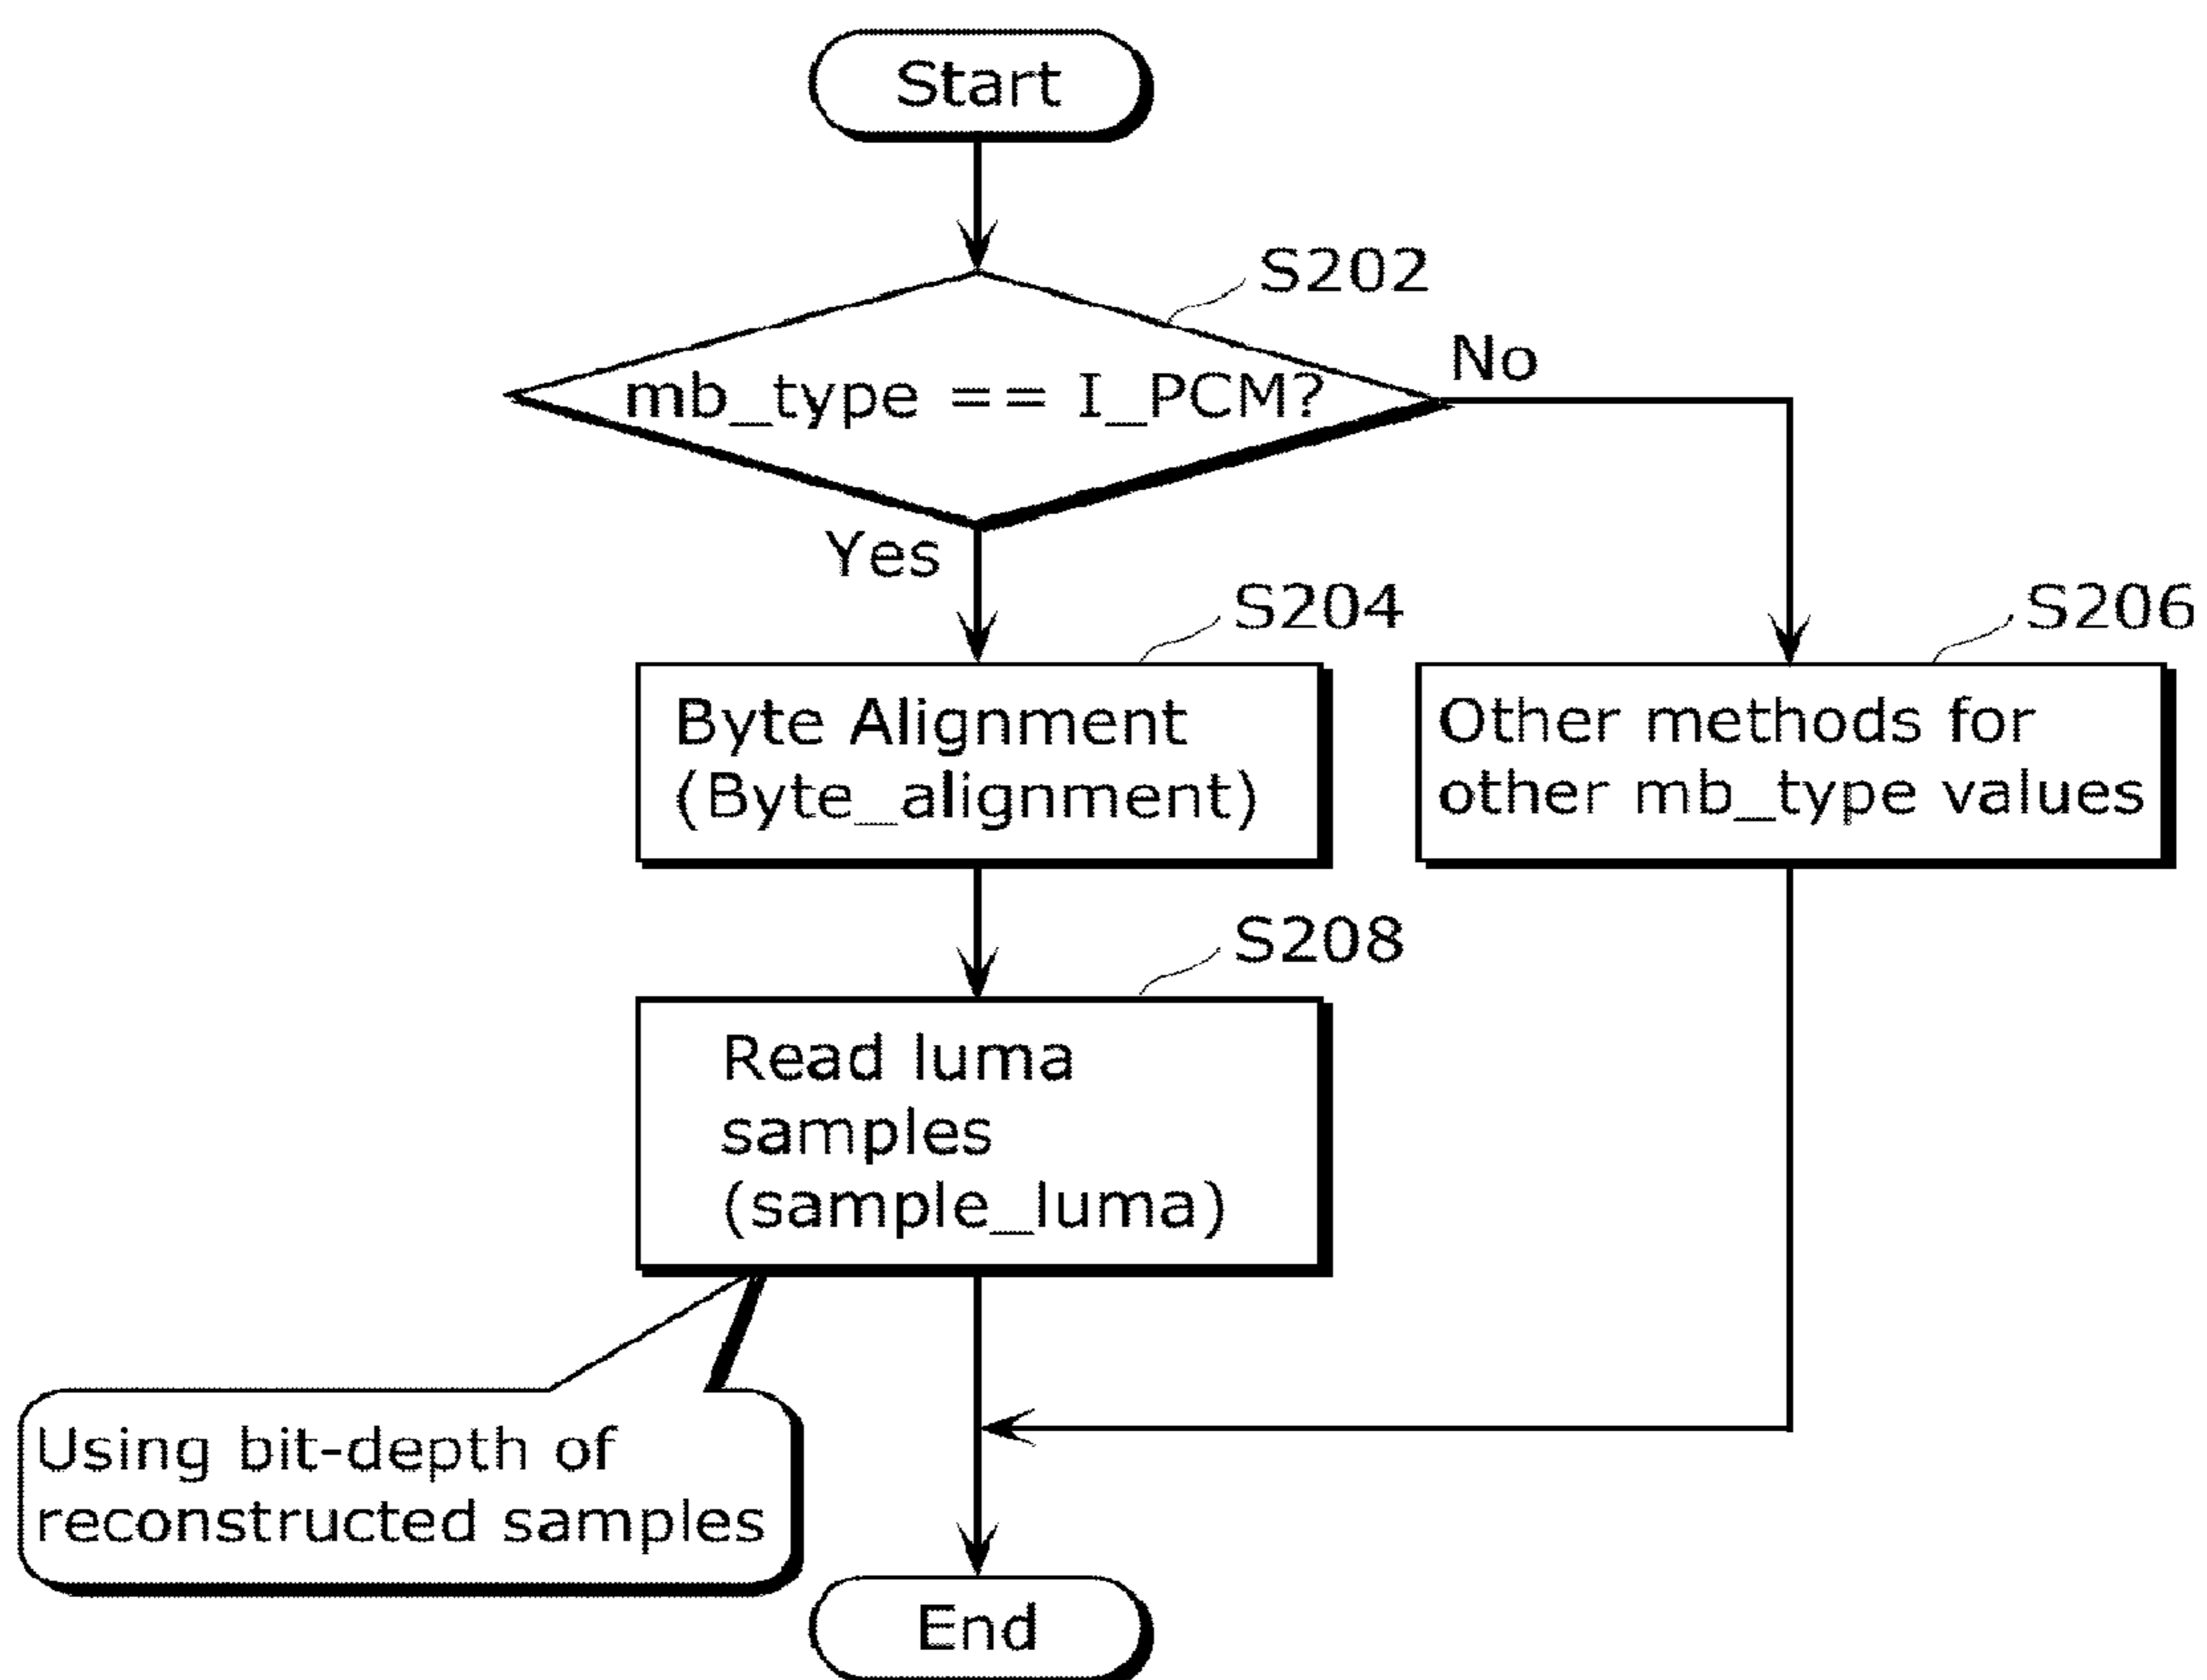 Start
S202
mb_type == I_PCM?
No
Yes
S204
S206
Byte Alignment
(Byte_alignment)
Other methods for
other mb_type values
S208
Read luma
samples
(sample_luma)
Using bit-depth of
reconstructed samples
End